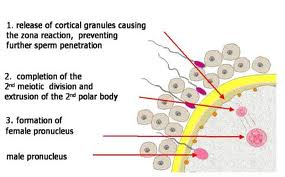 1. release of cortical granules causing
the zona reaction, preventing
further sperm penetration
2. completion of the
2nd meiotic division and
extrusion of the 2nd polar body
3. formation of
female pronucleus
male pronucleus